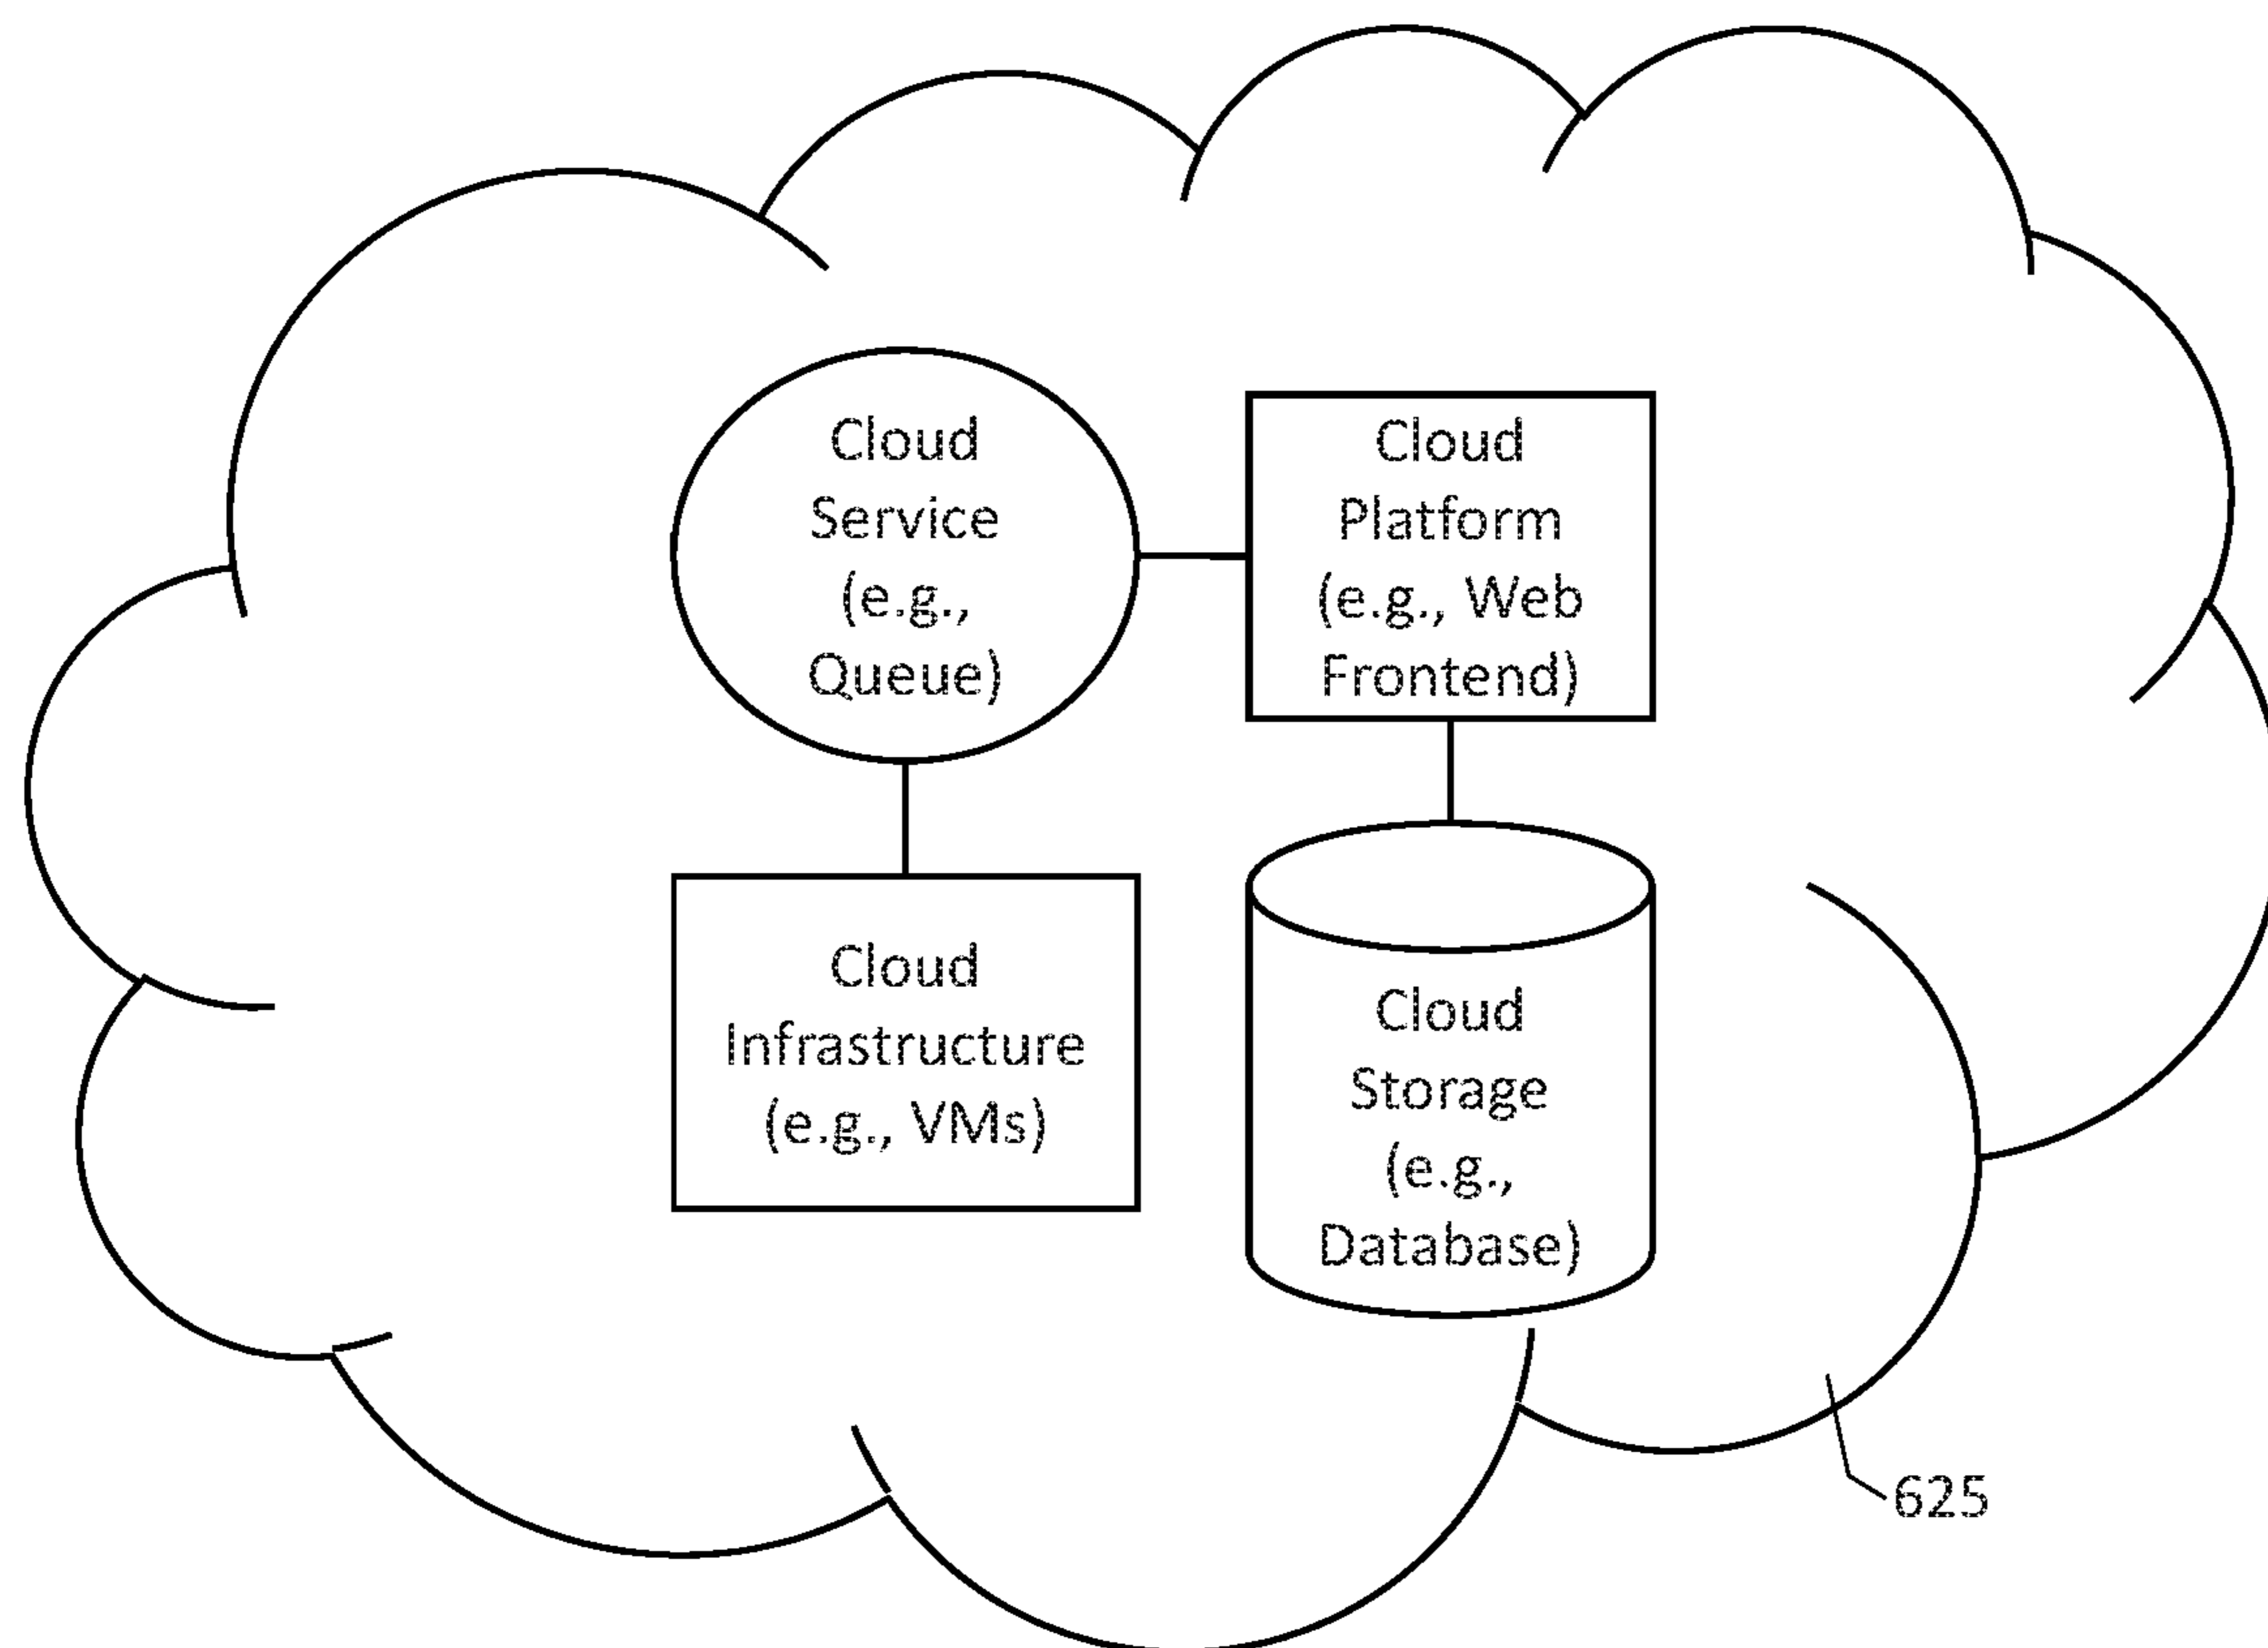 Cloud
Service
(e.g.,
Queue)
Cloud
Platform
(e.g., Web
Frontend)
Cloud
Infrastructure
(e.g., VMs)
Cloud
Storage
(e.g.,
Database)
625